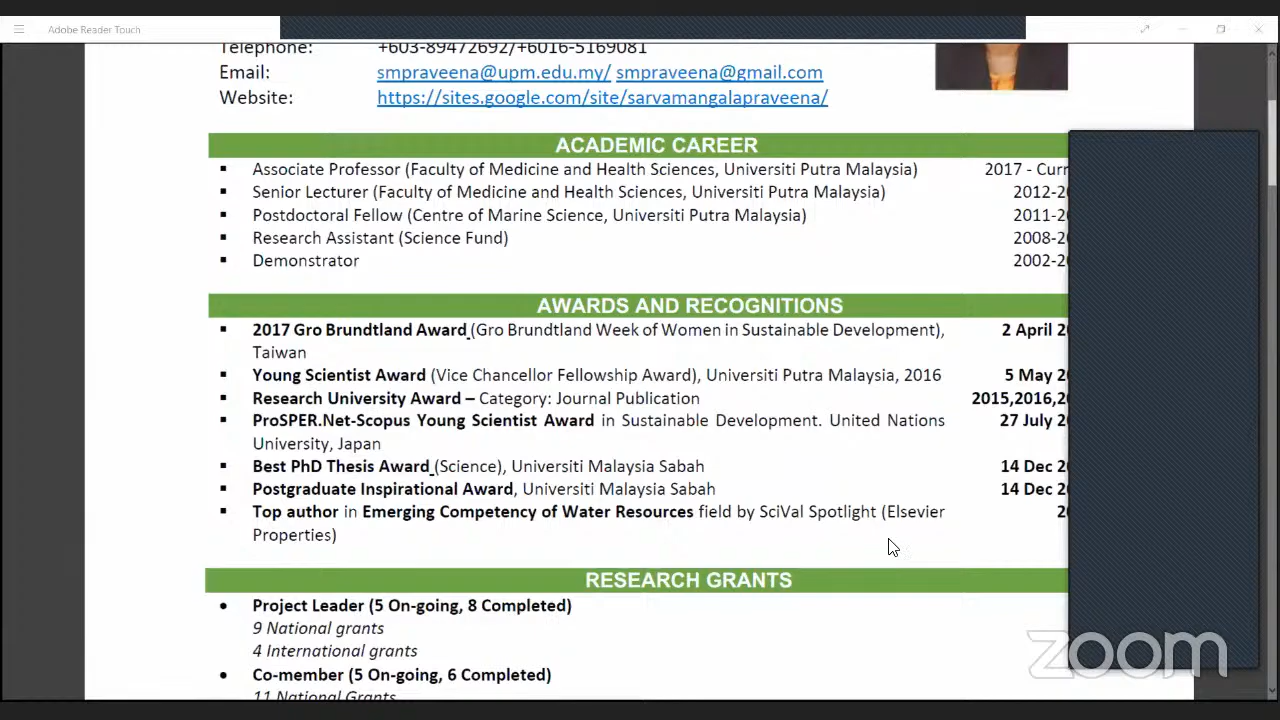 Adobe Reader Touch
Telephone: +603-89472692/+6016-5169081
Email: smpraveena@upm.edu.my/ smpraveena@gmail.com
Website: https://sites.google.com/site/sarvamangalapraveena/
ACADEMIC CAREER
▪ Associate Professor (Faculty of Medicine and Health Sciences, Universiti Putra Malaysia) 2017 - Curr
▪ Senior Lecturer (Faculty of Medicine and Health Sciences, Universiti Putra Malaysia) 2012-2
▪ Postdoctoral Fellow (Centre of Marine Science, Universiti Putra Malaysia) 2011-2
▪ Research Assistant (Science Fund) 2008-2
▪ Demonstrator 2002-2
AWARDS AND RECOGNITIONS
▪ 2017 Gro Brundtland Award (Gro Brundtland Week of Women in Sustainable Development), 2 April 2
Taiwan
▪ Young Scientist Award (Vice Chancellor Fellowship Award), Universiti Putra Malaysia, 2016 5 May 2
▪ Research University Award – Category: Journal Publication 2015,2016,2
▪ ProSPER.Net-Scopus Young Scientist Award in Sustainable Development. United Nations 27 July 2
University, Japan
▪ Best PhD Thesis Award (Science), Universiti Malaysia Sabah 14 Dec 2
▪ Postgraduate Inspirational Award, Universiti Malaysia Sabah 14 Dec 2
▪ Top author in Emerging Competency of Water Resources field by SciVal Spotlight (Elsevier 2
Properties)
RESEARCH GRANTS
• Project Leader (5 On-going, 8 Completed)
9 National grants
4 International grants
• Co-member (5 On-going, 6 Completed)
11 National Grants
zoom